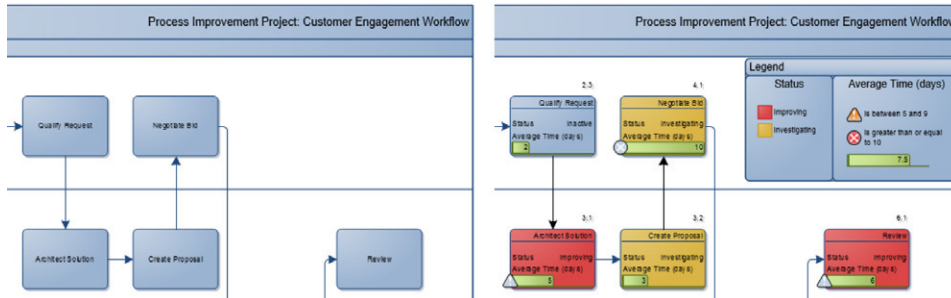 Process Improvement Project: Customer Engagement Workflow
Qualify Request
Negotiate Bid
Architect Solution
Create Proposal
Review
Process Improvement Project: Customer Engagement Workflow
Legend
Status
Improving
Investigating
Average Time (days)
Is between 5 and 9
Is greater than or equal
to 10
7.5
2,3
Qualify Request
Status Inactive
Average Time (days)
2
4,1
Negotiate Bid
Status Investigating
Average Time (days)
10
3,1
Architect Solution
Status Improving
Average Time (days)
5
3,2
Create Proposal
Status Investigating
Average Time (days)
3
6,1
Review
Status Improving
Average Time (days)
6